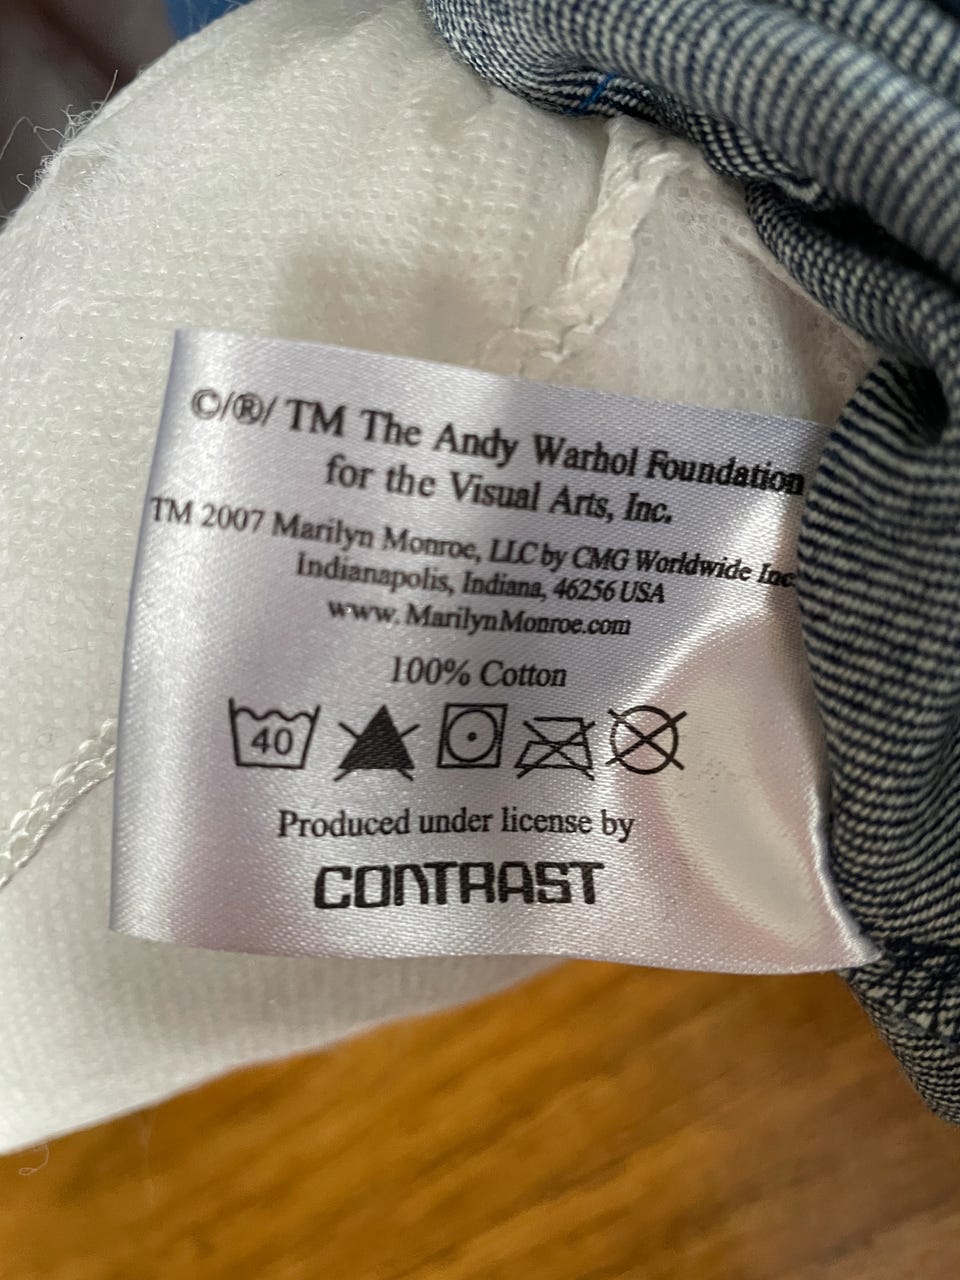 ©/®/ TM The Andy Warhol Foundation
for the Visual Arts, Inc.
TM 2007 Marilyn Monroe, LLC by CMG Worldwide Inc.
Indianapolis, Indiana, 46256 USA
www.MarilynMonroe.com
100% Cotton
40
Produced under license by
CONTRAST